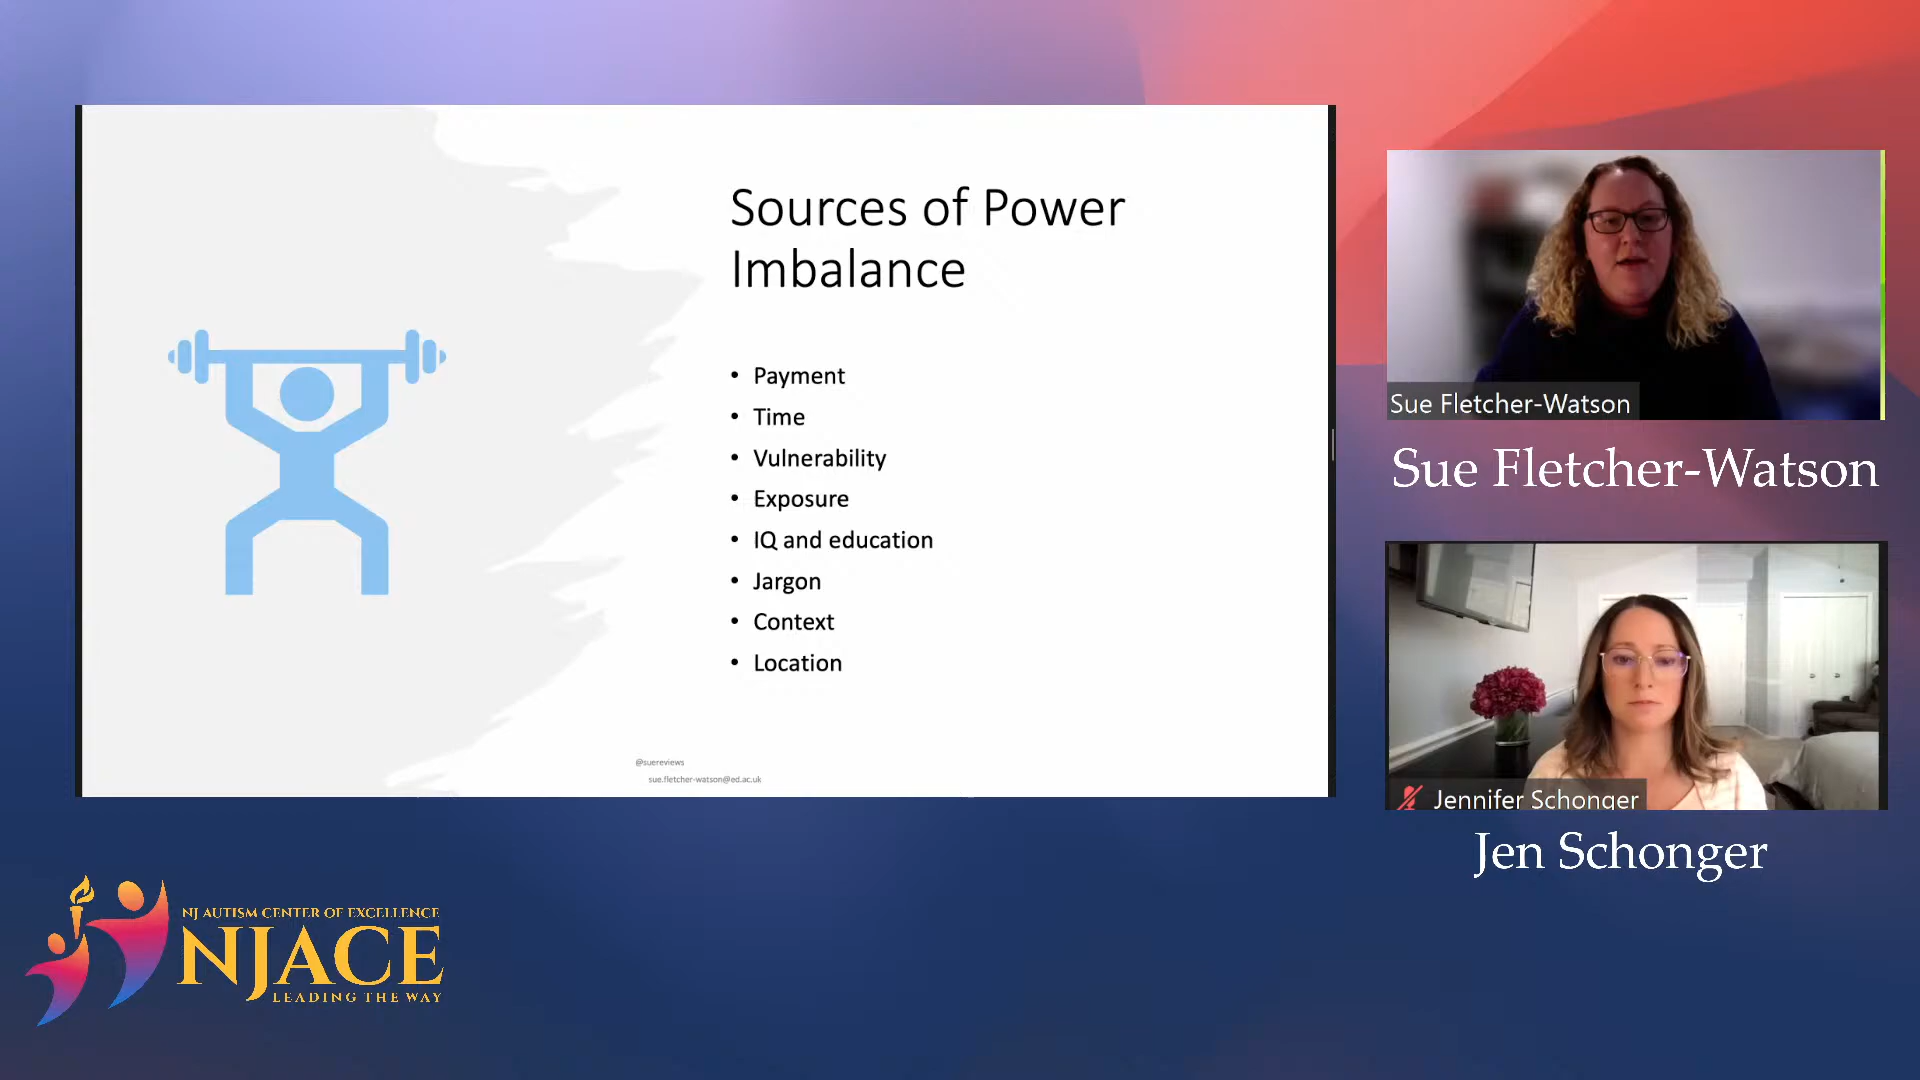 Sources of Power
Imbalance
• Payment
• Time
• Vulnerability
• Exposure
• IQ and education
• Jargon
• Context
• Location
@suereviews
sue.fletcher-watson@ed.ac.uk
Sue Fletcher-Watson
Sue Fletcher-Watson
Jennifer Schonger
Jen Schonger
NJ AUTISM CENTER OF EXCELLENCE
NJACE
LEADING THE WAY